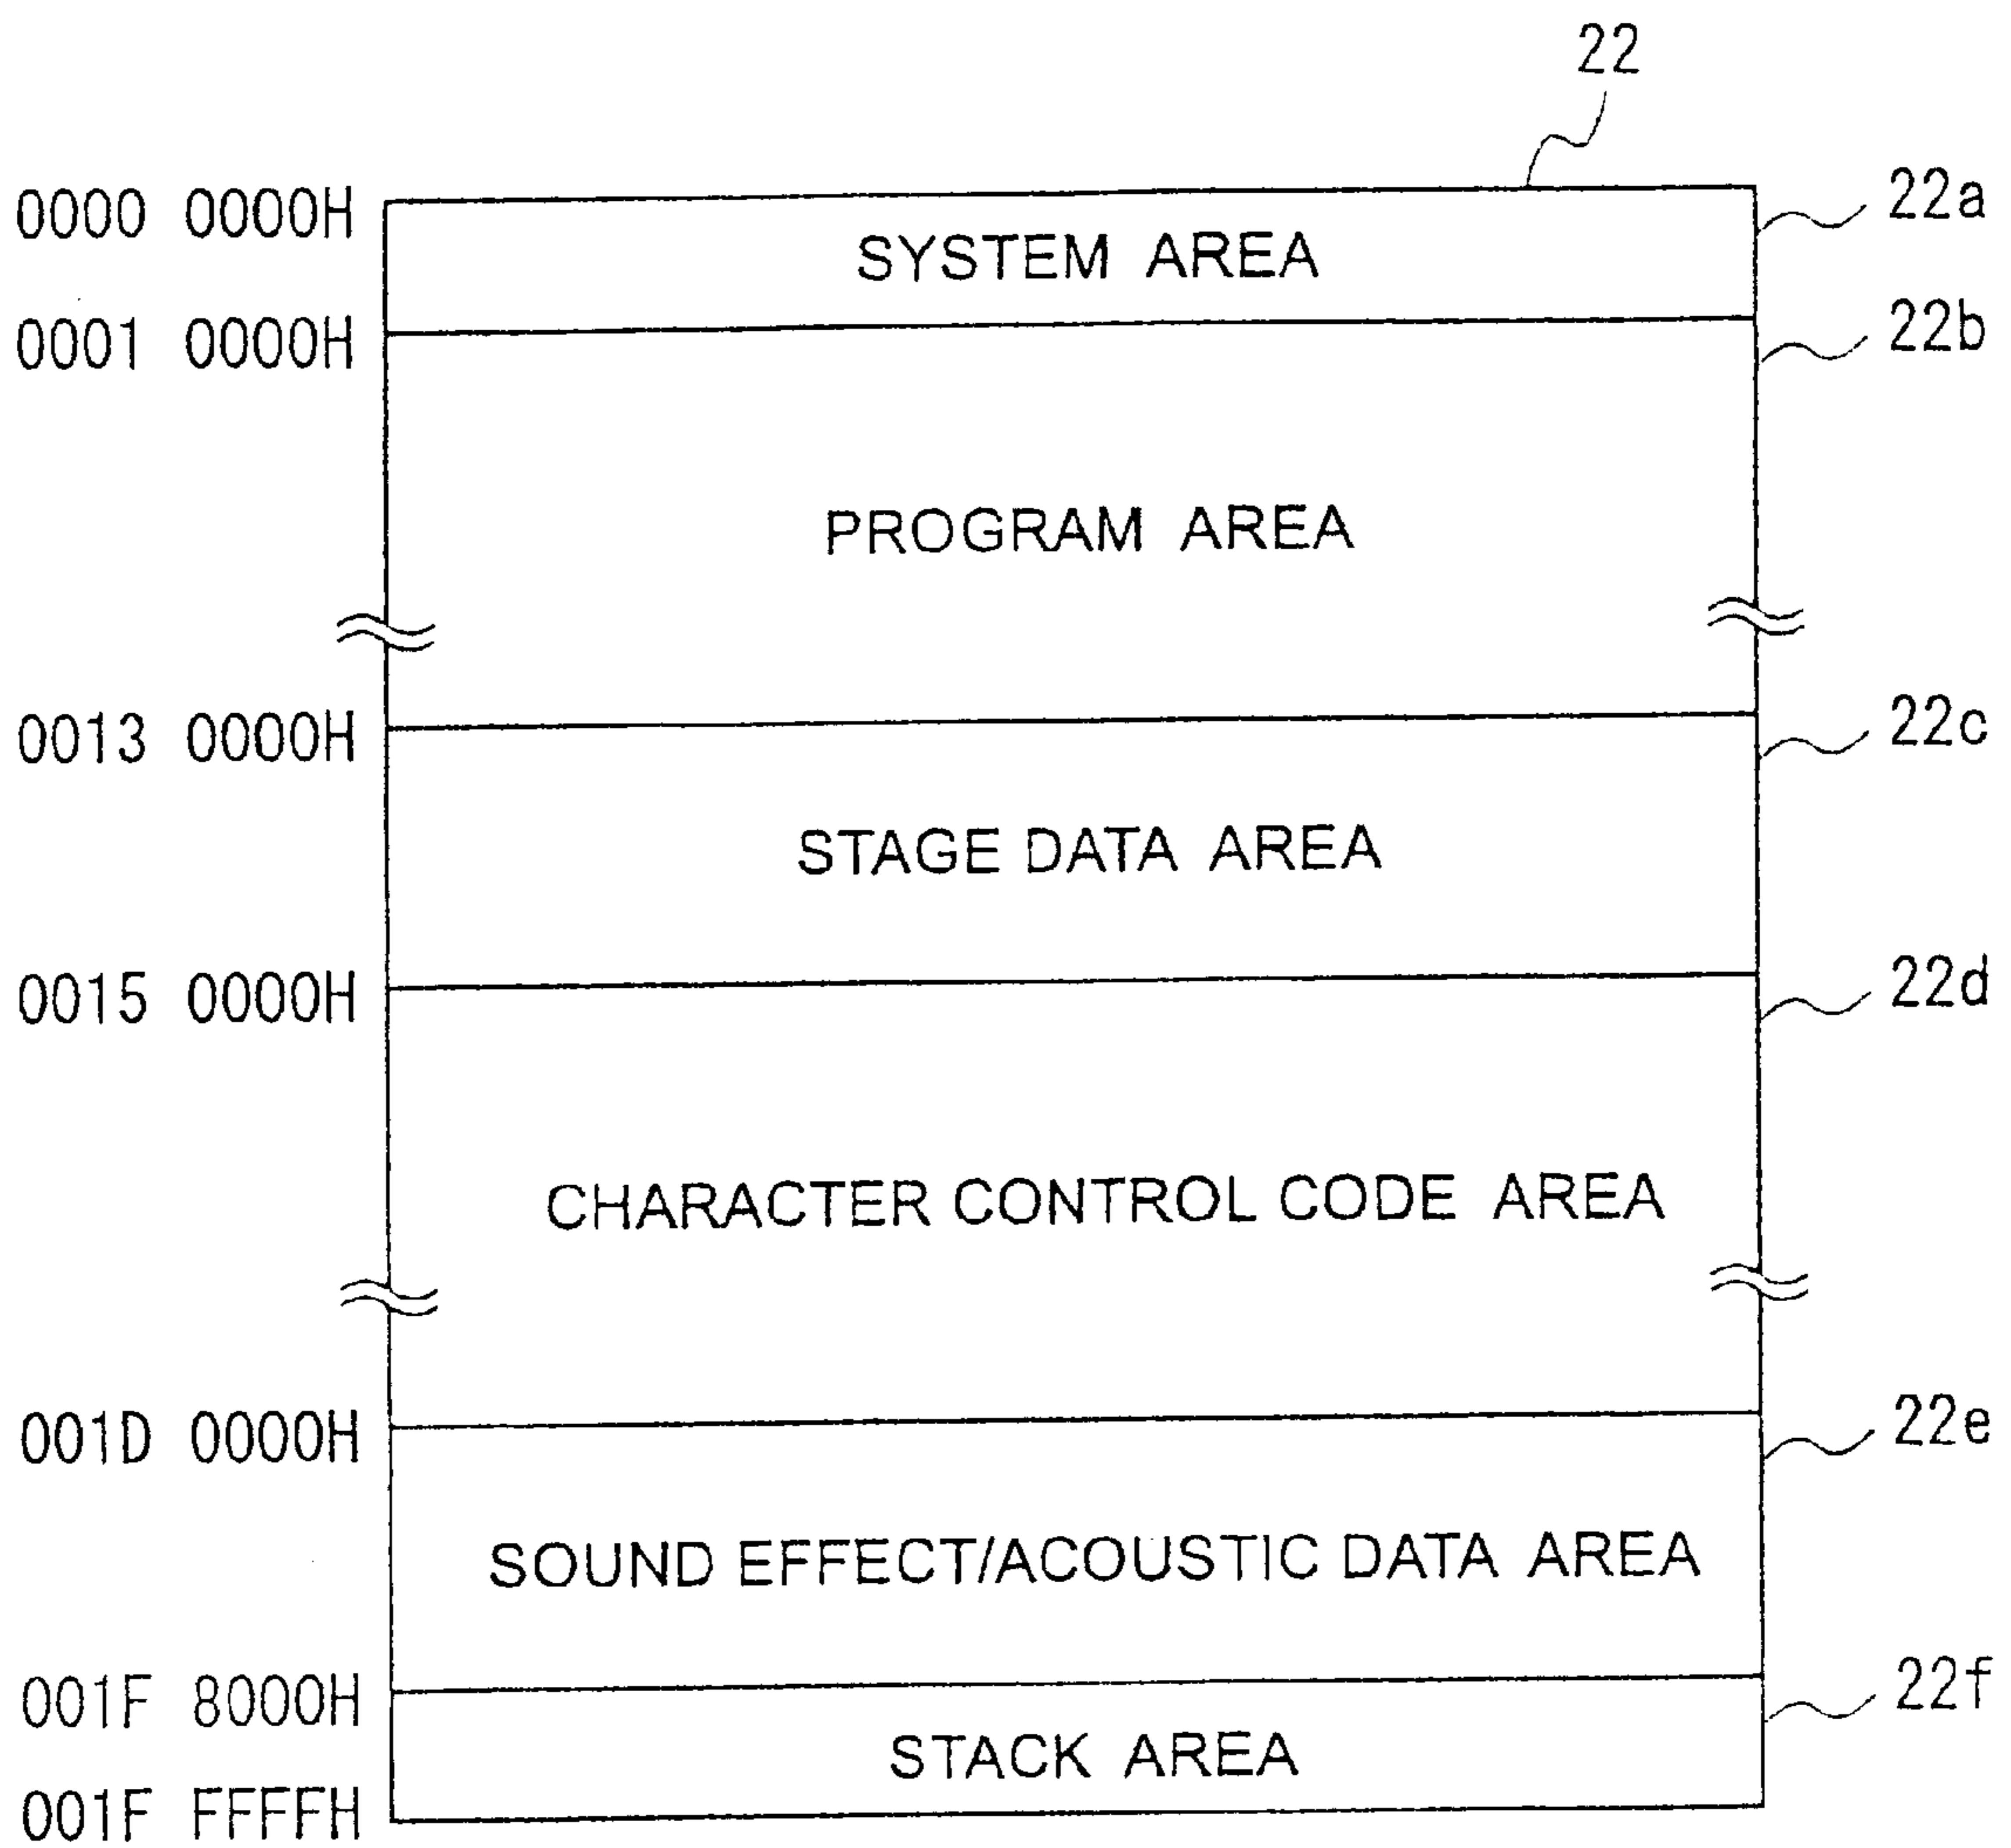 22
0000 0000H
SYSTEM AREA
22a
0001 0000H
22b
PROGRAM AREA
0013 0000H
22c
STAGE DATA AREA
0015 0000H
22d
CHARACTER CONTROL CODE AREA
001D 0000H
22e
SOUND EFFECT/ACOUSTIC DATA AREA
001F 8000H
22f
STACK AREA
001F FFFFH